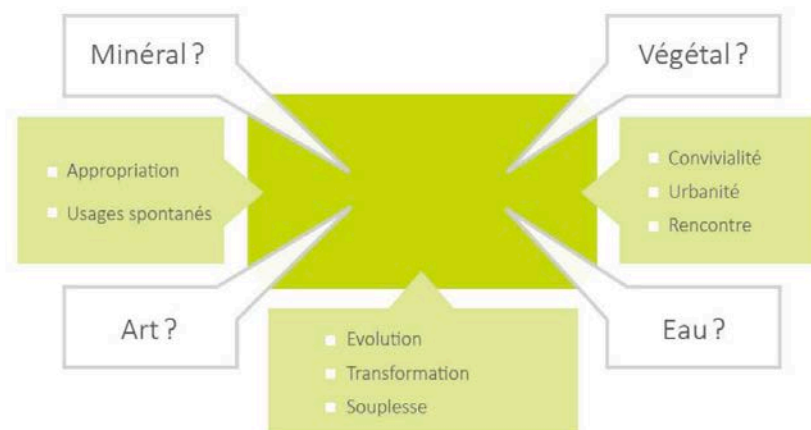 Minéral ?
Végétal ?
Appropriation
Usages spontanés
Convivialité
Urbanité
Rencontre
Art ?
Eau ?
Evolution
Transformation
Souplesse